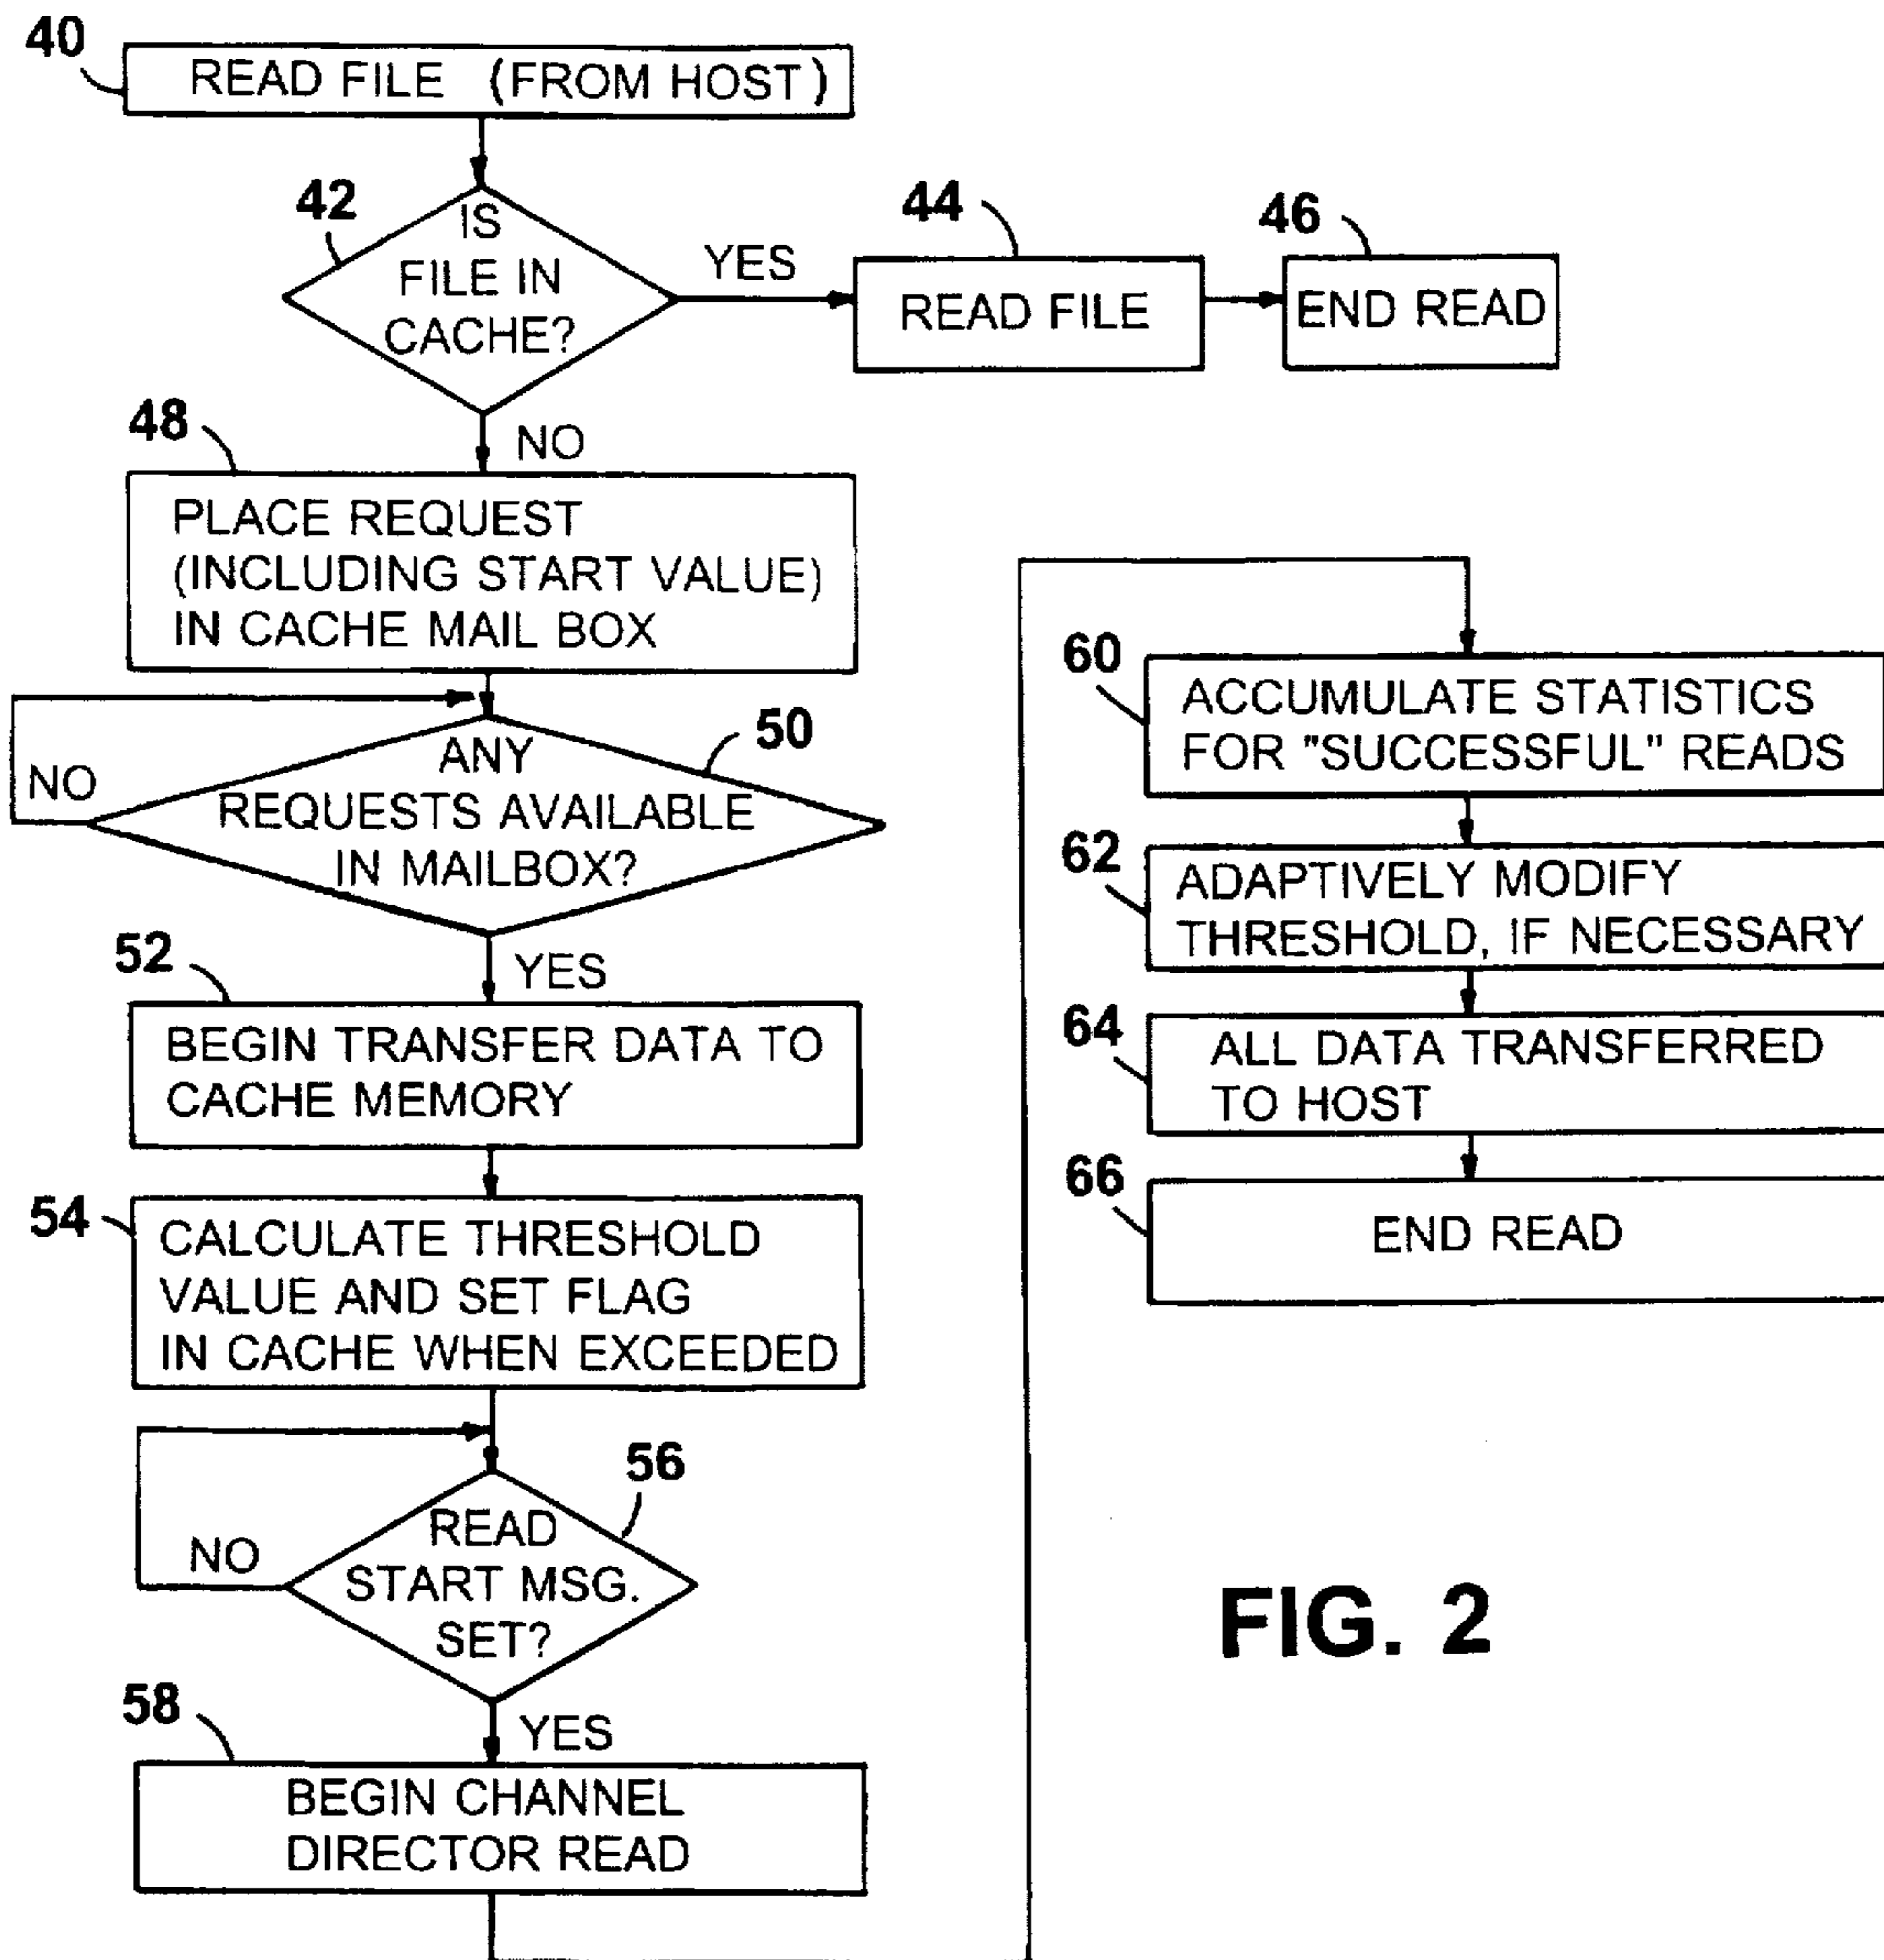 40
READ FILE (FROM HOST)
42
IS
FILE IN
CACHE?
YES
44
READ FILE
46
END READ
NO
48
PLACE REQUEST
(INCLUDING START VALUE)
IN CACHE MAIL BOX
50
ANY
REQUESTS AVAILABLE
IN MAILBOX?
NO
YES
52
BEGIN TRANSFER DATA TO
CACHE MEMORY
54
CALCULATE THRESHOLD
VALUE AND SET FLAG
IN CACHE WHEN EXCEEDED
56
READ
START MSG.
SET?
NO
YES
58
BEGIN CHANNEL
DIRECTOR READ
60
ACCUMULATE STATISTICS
FOR "SUCCESSFUL" READS
62
ADAPTIVELY MODIFY
THRESHOLD, IF NECESSARY
64
ALL DATA TRANSFERRED
TO HOST
66
END READ
FIG. 2